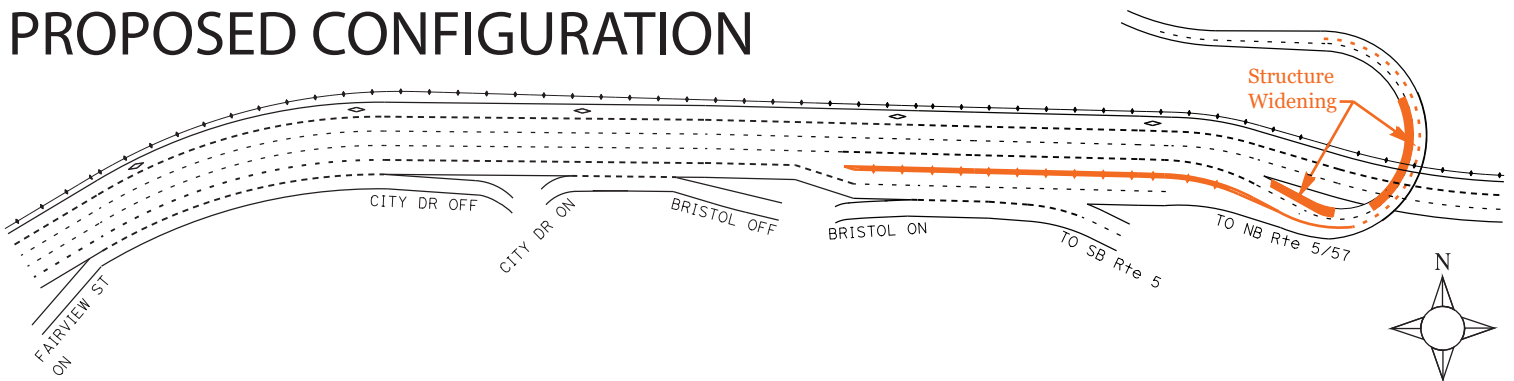 PROPOSED CONFIGURATION
Structure
Widening
CITY DR OFF
CITY DR ON
BRISTOL OFF
BRISTOL ON
TO SB Rte 5
TO NB Rte 5/57
FAIRVIEW ST
ON
N